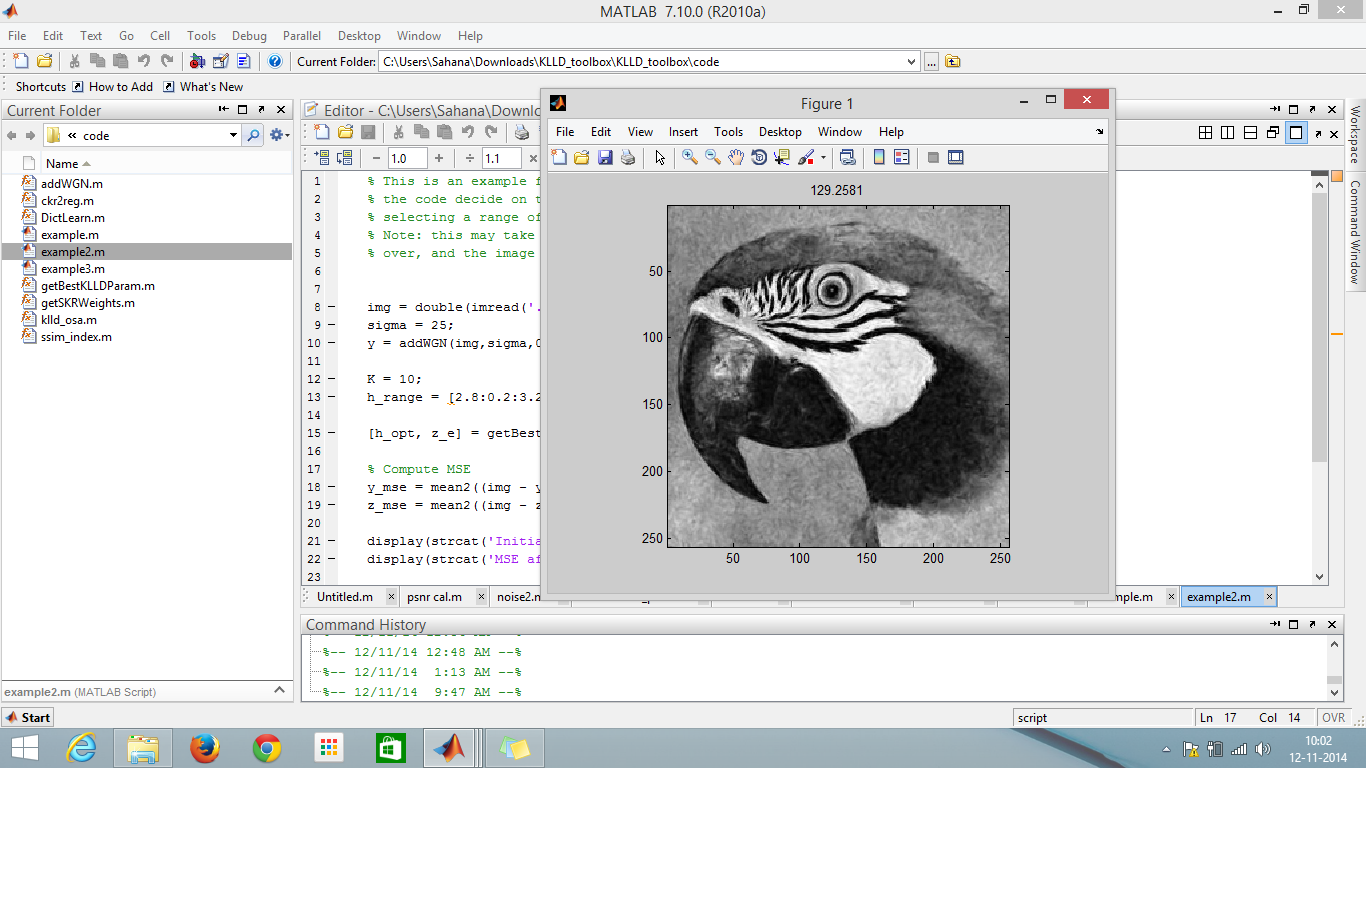 MATLAB 7.10.0 (R2010a)
File Edit Text Go Cell Tools Debug Parallel Desktop Window Help
Current Folder: C:\Users\Sahana\Downloads\KLLD_toolbox\KLLD_toolbox\code ...
Shortcuts How to Add What's New
Current Folder
« code
Name
addWGN.m
ckr2reg.m
DictLearn.m
example.m
example2.m
example3.m
getBestKLLDParam.m
getSKRWeights.m
klld_osa.m
ssim_index.m
example2.m (MATLAB Script)
Start
Editor - C:\Users\Sahana\Downlo
1.0 1.1
1 % This is an example f
2 % the code decide on t
3 % selecting a range of
4 % Note: this may take
5 % over, and the image
6
7
8 img = double(imread('.
9 sigma = 25;
10 y = addWGN(img,sigma,0
11
12 K = 10;
13 h_range = [2.8:0.2:3.2
14
15 [h_opt, z_e] = getBest
16
17 % Compute MSE
18 y_mse = mean2((img - y
19 z_mse = mean2((img - z
20
21 display(strcat('Initia
22 display(strcat('MSE af
23
Untitled.m psnr cal.m noise2.m mple.m example2.m
Figure 1
File Edit View Insert Tools Desktop Window Help
129.2581
50
100
150
200
250
50 100 150 200 250
Workspace
Command Window
Command History
%-- 12/11/14 12:48 AM --%
%-- 12/11/14 1:13 AM --%
%-- 12/11/14 9:47 AM --%
script Ln 17 Col 14 OVR
10:02
12-11-2014